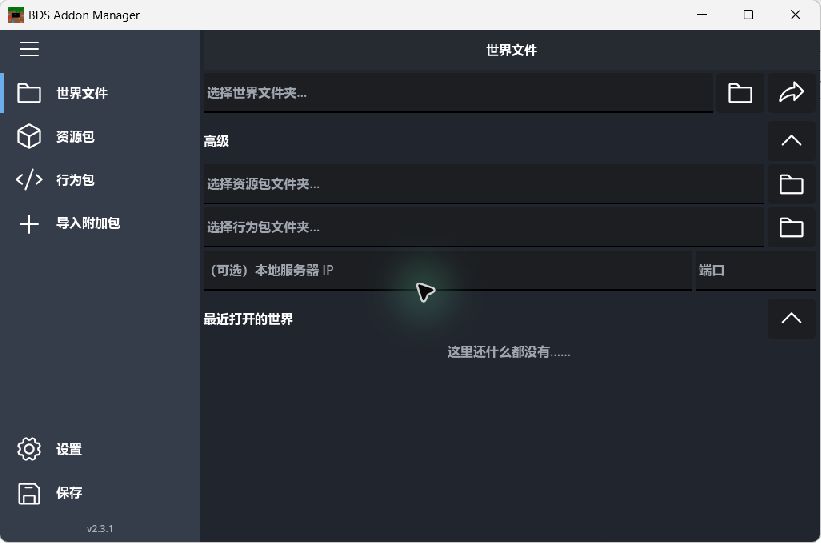 BDS Addon Manager
世界文件
世界文件
资源包
行为包
导入附加包
设置
保存
v2.3.1
选择世界文件夹...
高级
选择资源包文件夹...
选择行为包文件夹...
（可选）本地服务器 IP
端口
最近打开的世界
这里还什么都没有......